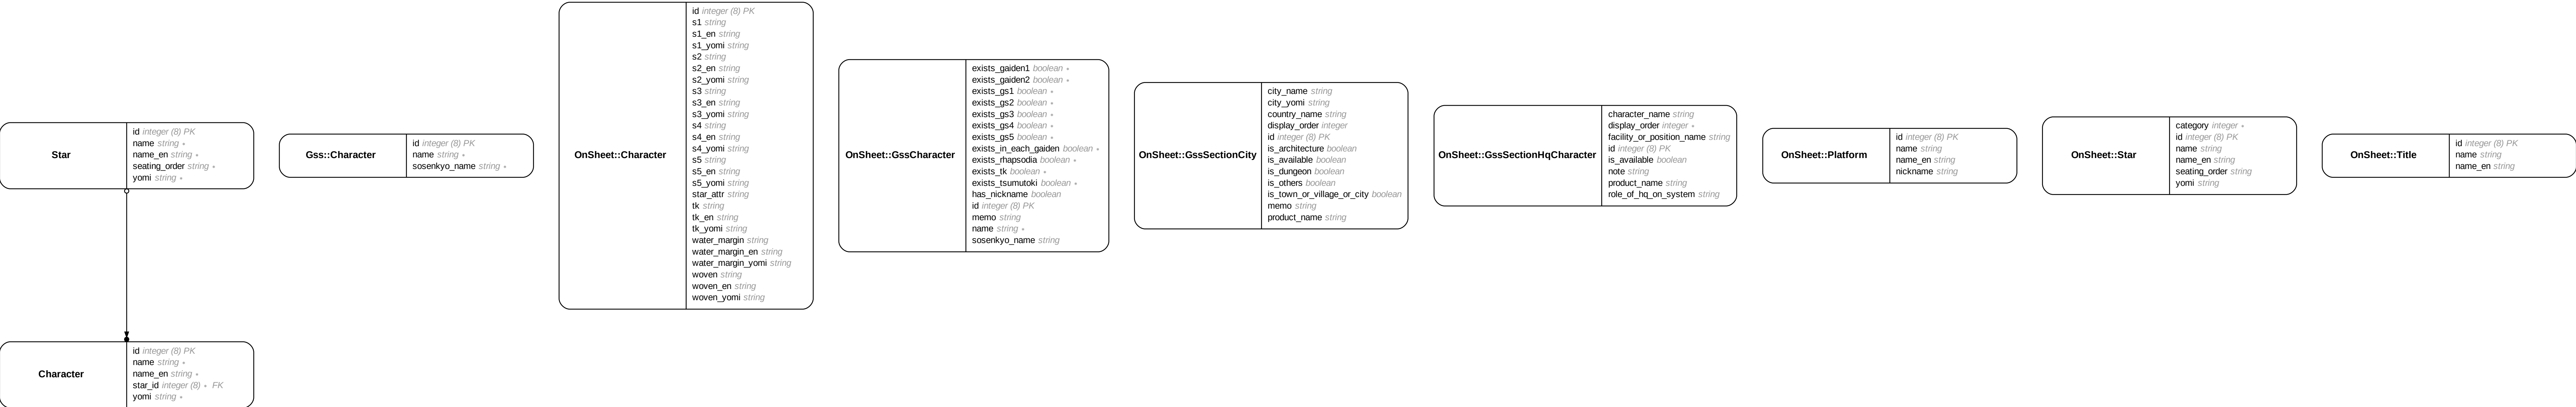 Star
id integer (8) PK
name string ∗
name_en string ∗
seating_order string ∗
yomi string ∗
Gss::Character
id integer (8) PK
name string ∗
sosenkyo_name string ∗
OnSheet::Character
id integer (8) PK
s1 string
s1_en string
s1_yomi string
s2 string
s2_en string
s2_yomi string
s3 string
s3_en string
s3_yomi string
s4 string
s4_en string
s4_yomi string
s5 string
s5_en string
s5_yomi string
star_attr string
tk string
tk_en string
tk_yomi string
water_margin string
water_margin_en string
water_margin_yomi string
woven string
woven_en string
woven_yomi string
OnSheet::GssCharacter
exists_gaiden1 boolean ∗
exists_gaiden2 boolean ∗
exists_gs1 boolean ∗
exists_gs2 boolean ∗
exists_gs3 boolean ∗
exists_gs4 boolean ∗
exists_gs5 boolean ∗
exists_in_each_gaiden boolean ∗
exists_rhapsodia boolean ∗
exists_tk boolean ∗
exists_tsumutoki boolean ∗
has_nickname boolean
id integer (8) PK
memo string
name string ∗
sosenkyo_name string
OnSheet::GssSectionCity
city_name string
city_yomi string
country_name string
display_order integer
id integer (8) PK
is_architecture boolean
is_available boolean
is_dungeon boolean
is_others boolean
is_town_or_village_or_city boolean
memo string
product_name string
OnSheet::GssSectionHqCharacter
character_name string
display_order integer ∗
facility_or_position_name string
id integer (8) PK
is_available boolean
note string
product_name string
role_of_hq_on_system string
OnSheet::Platform
id integer (8) PK
name string
name_en string
nickname string
OnSheet::Star
category integer ∗
id integer (8) PK
name string
name_en string
seating_order string
yomi string
OnSheet::Title
id integer (8) PK
name string
name_en string
Character
id integer (8) PK
name string ∗
name_en string ∗
star_id integer (8) ∗ FK
yomi string ∗